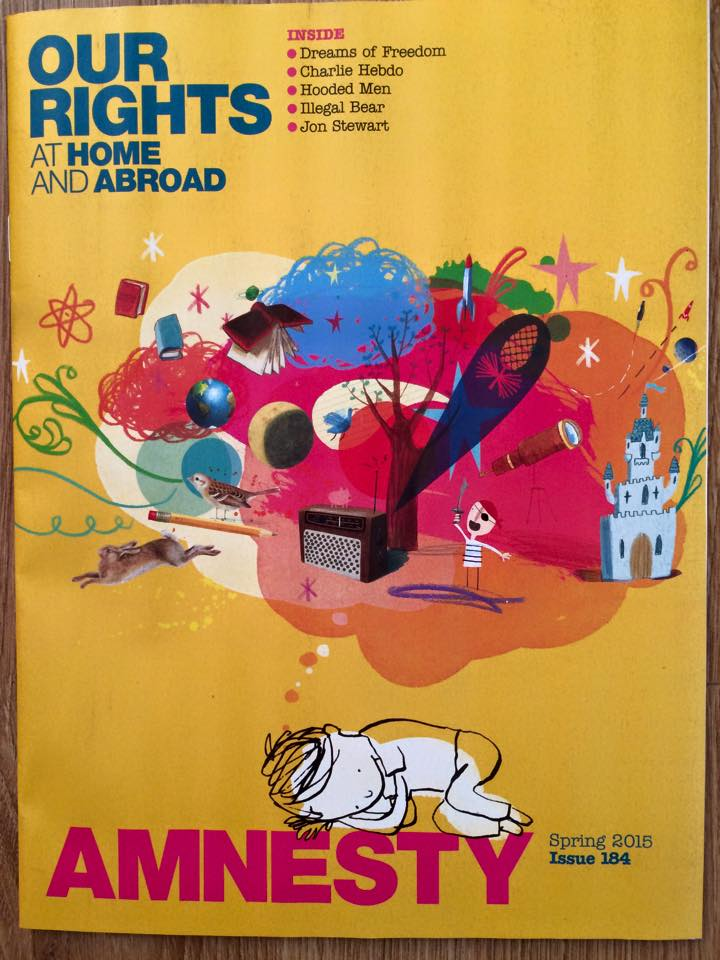 OUR
RIGHTS
AT HOME
AND ABROAD
INSIDE
Dreams of Freedom
Charlie Hebdo
Hooded Men
Illegal Bear
Jon Stewart
AMNESTY
Spring 2015
Issue 184